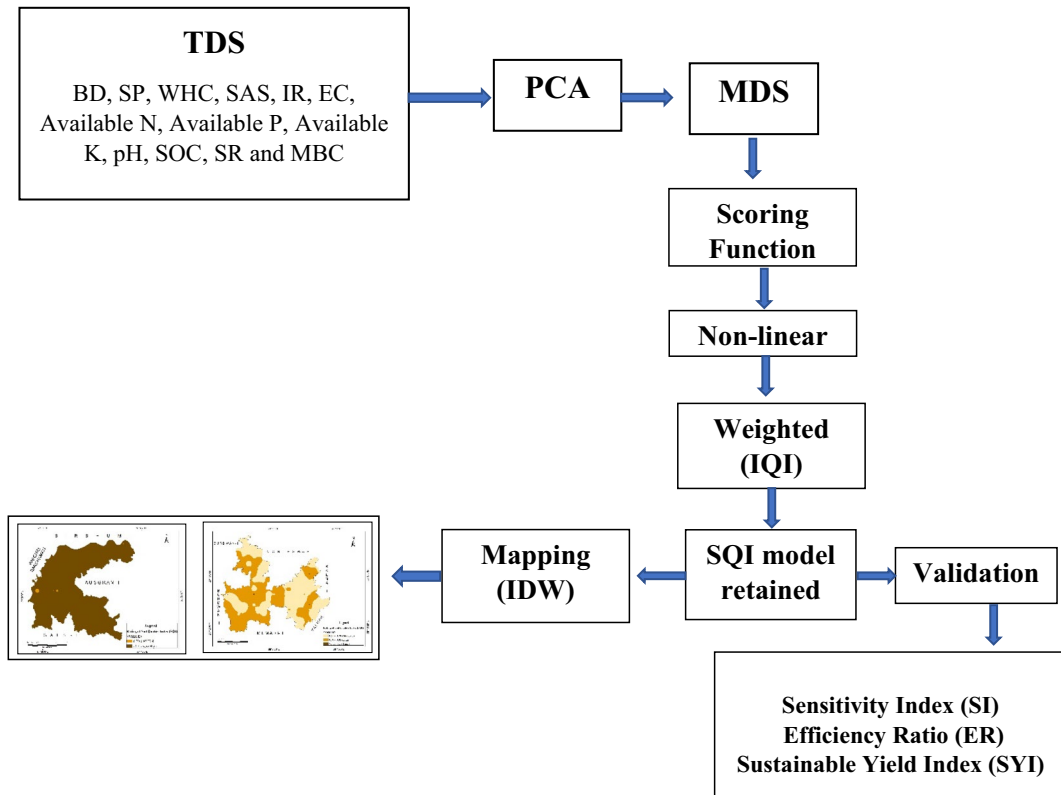 TDS
BD, SP, WHC, SAS, IR, EC,
Available N, Available P, Available
K, pH, SOC, SR and MBC
PCA
MDS
Scoring
Function
Non-linear
Weighted
(IQI)
SQI model
retained
Validation
Mapping
(IDW)
Sensitivity Index (SI)
Efficiency Ratio (ER)
Sustainable Yield Index (SYI)